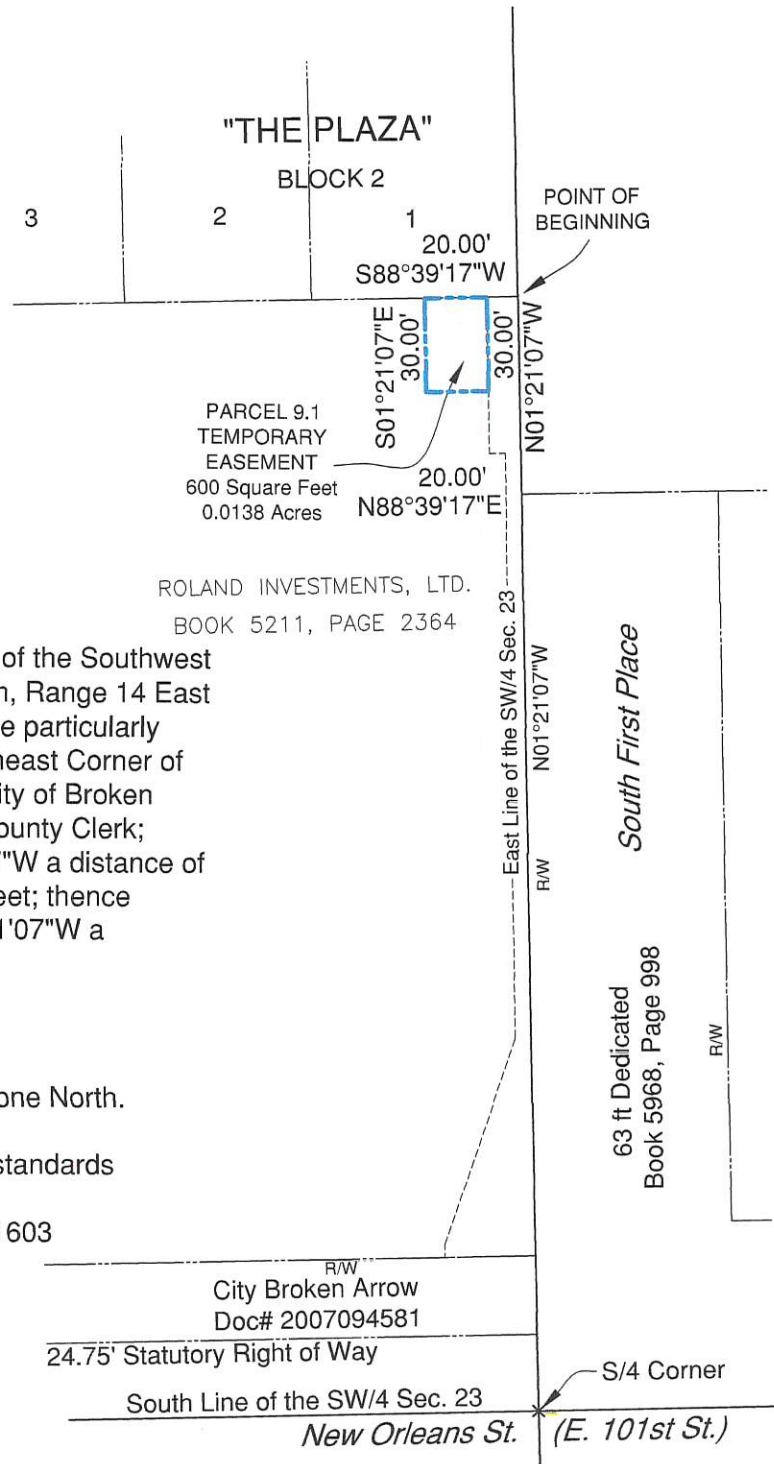 "THE PLAZA"
BLOCK 2
3
2
1
POINT OF
BEGINNING
20.00'
S88°39'17"W
S01°21'07"E
30.00'
30.00'
N01°21'07"W
PARCEL 9.1
TEMPORARY
EASEMENT
600 Square Feet
0.0138 Acres
20.00'
N88°39'17"E
ROLAND INVESTMENTS, LTD.
BOOK 5211, PAGE 2364
of the Southwest
n, Range 14 East
e particularly
heast Corner of
ity of Broken
ounty Clerk;
"W a distance of
eet; thence
1'07"W a
East Line of the SW/4 Sec. 23
N01°21'07"W
R/W
South First Place
63 ft Dedicated
Book 5968, Page 998
R/W
one North.
standards
1603
R/W
City Broken Arrow
Doc# 2007094581
24.75' Statutory Right of Way
S/4 Corner
South Line of the SW/4 Sec. 23
New Orleans St. (E. 101st St.)